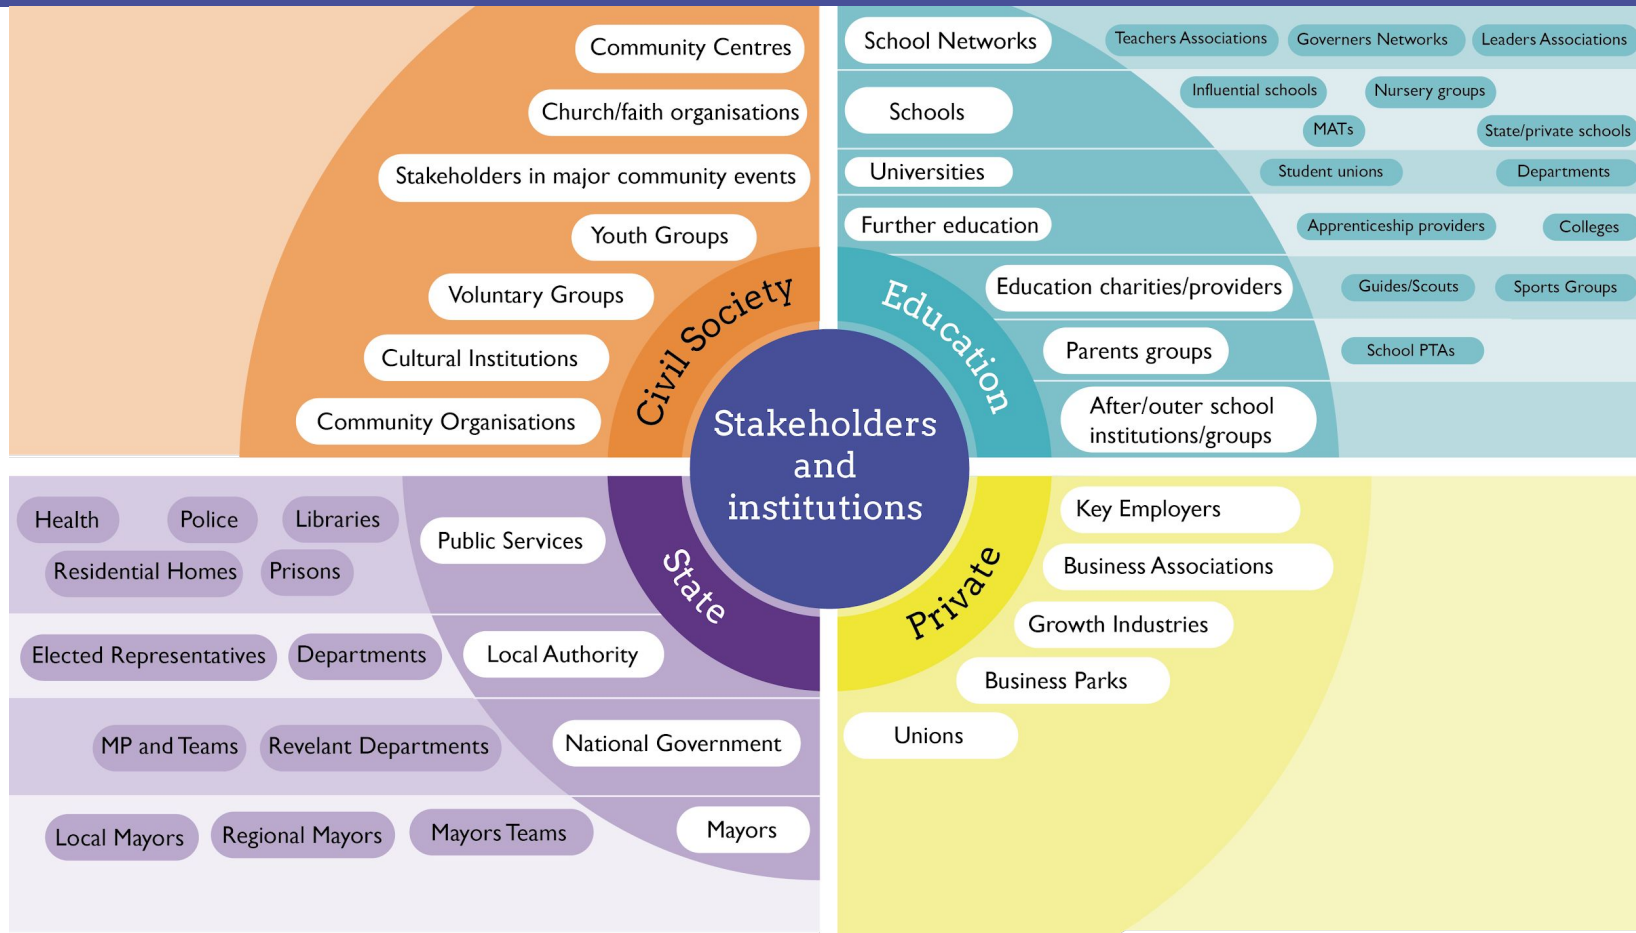 Community Centres
Church/faith organisations
Stakeholders in major community events
Youth Groups
Voluntary Groups
Cultural Institutions
Community Organisations
Civil Society
School Networks
Teachers Associations
Governers Networks
Leaders Associations
Schools
Influential schools
Nursery groups
MATs
State/private schools
Universities
Student unions
Departments
Further education
Apprenticeship providers
Colleges
Education charities/providers
Guides/Scouts
Sports Groups
Parents groups
School PTAs
After/outer school
institutions/groups
Education
Stakeholders
and
institutions
Health
Police
Libraries
Residential Homes
Prisons
Public Services
Elected Representatives
Departments
Local Authority
MP and Teams
Revelant Departments
National Government
Local Mayors
Regional Mayors
Mayors Teams
Mayors
State
Private
Key Employers
Business Associations
Growth Industries
Business Parks
Unions